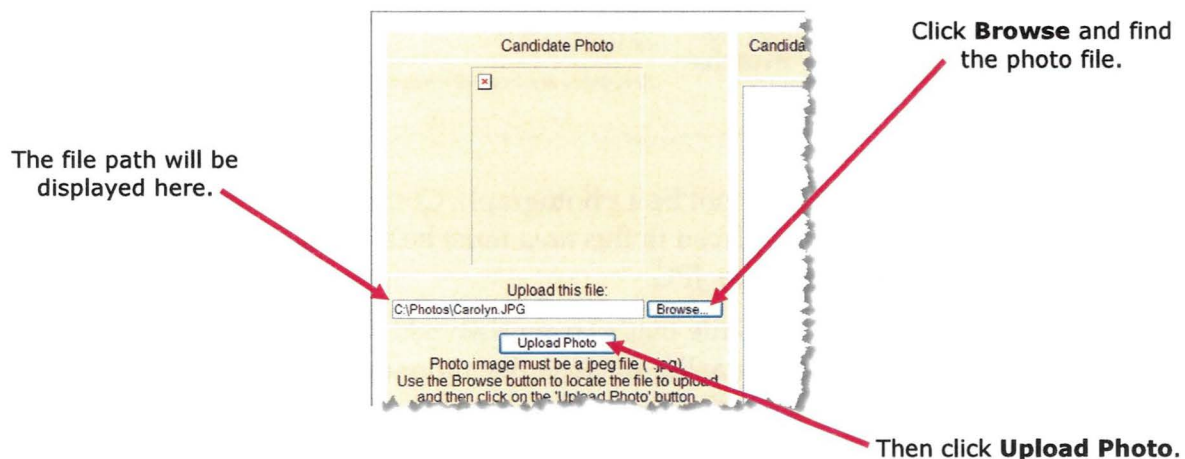 Click Browse and find
the photo file.
Candidate Photo
Candida
The file path will be
displayed here.
Upload this file:
C:\Photos\Carolyn.JPG
Browse...
Upload Photo
Photo image must be a jpeg file ( .jpg)
Use the Browse button to locate the file to upload
and then click on the 'Upload Photo' button.
Then click Upload Photo.